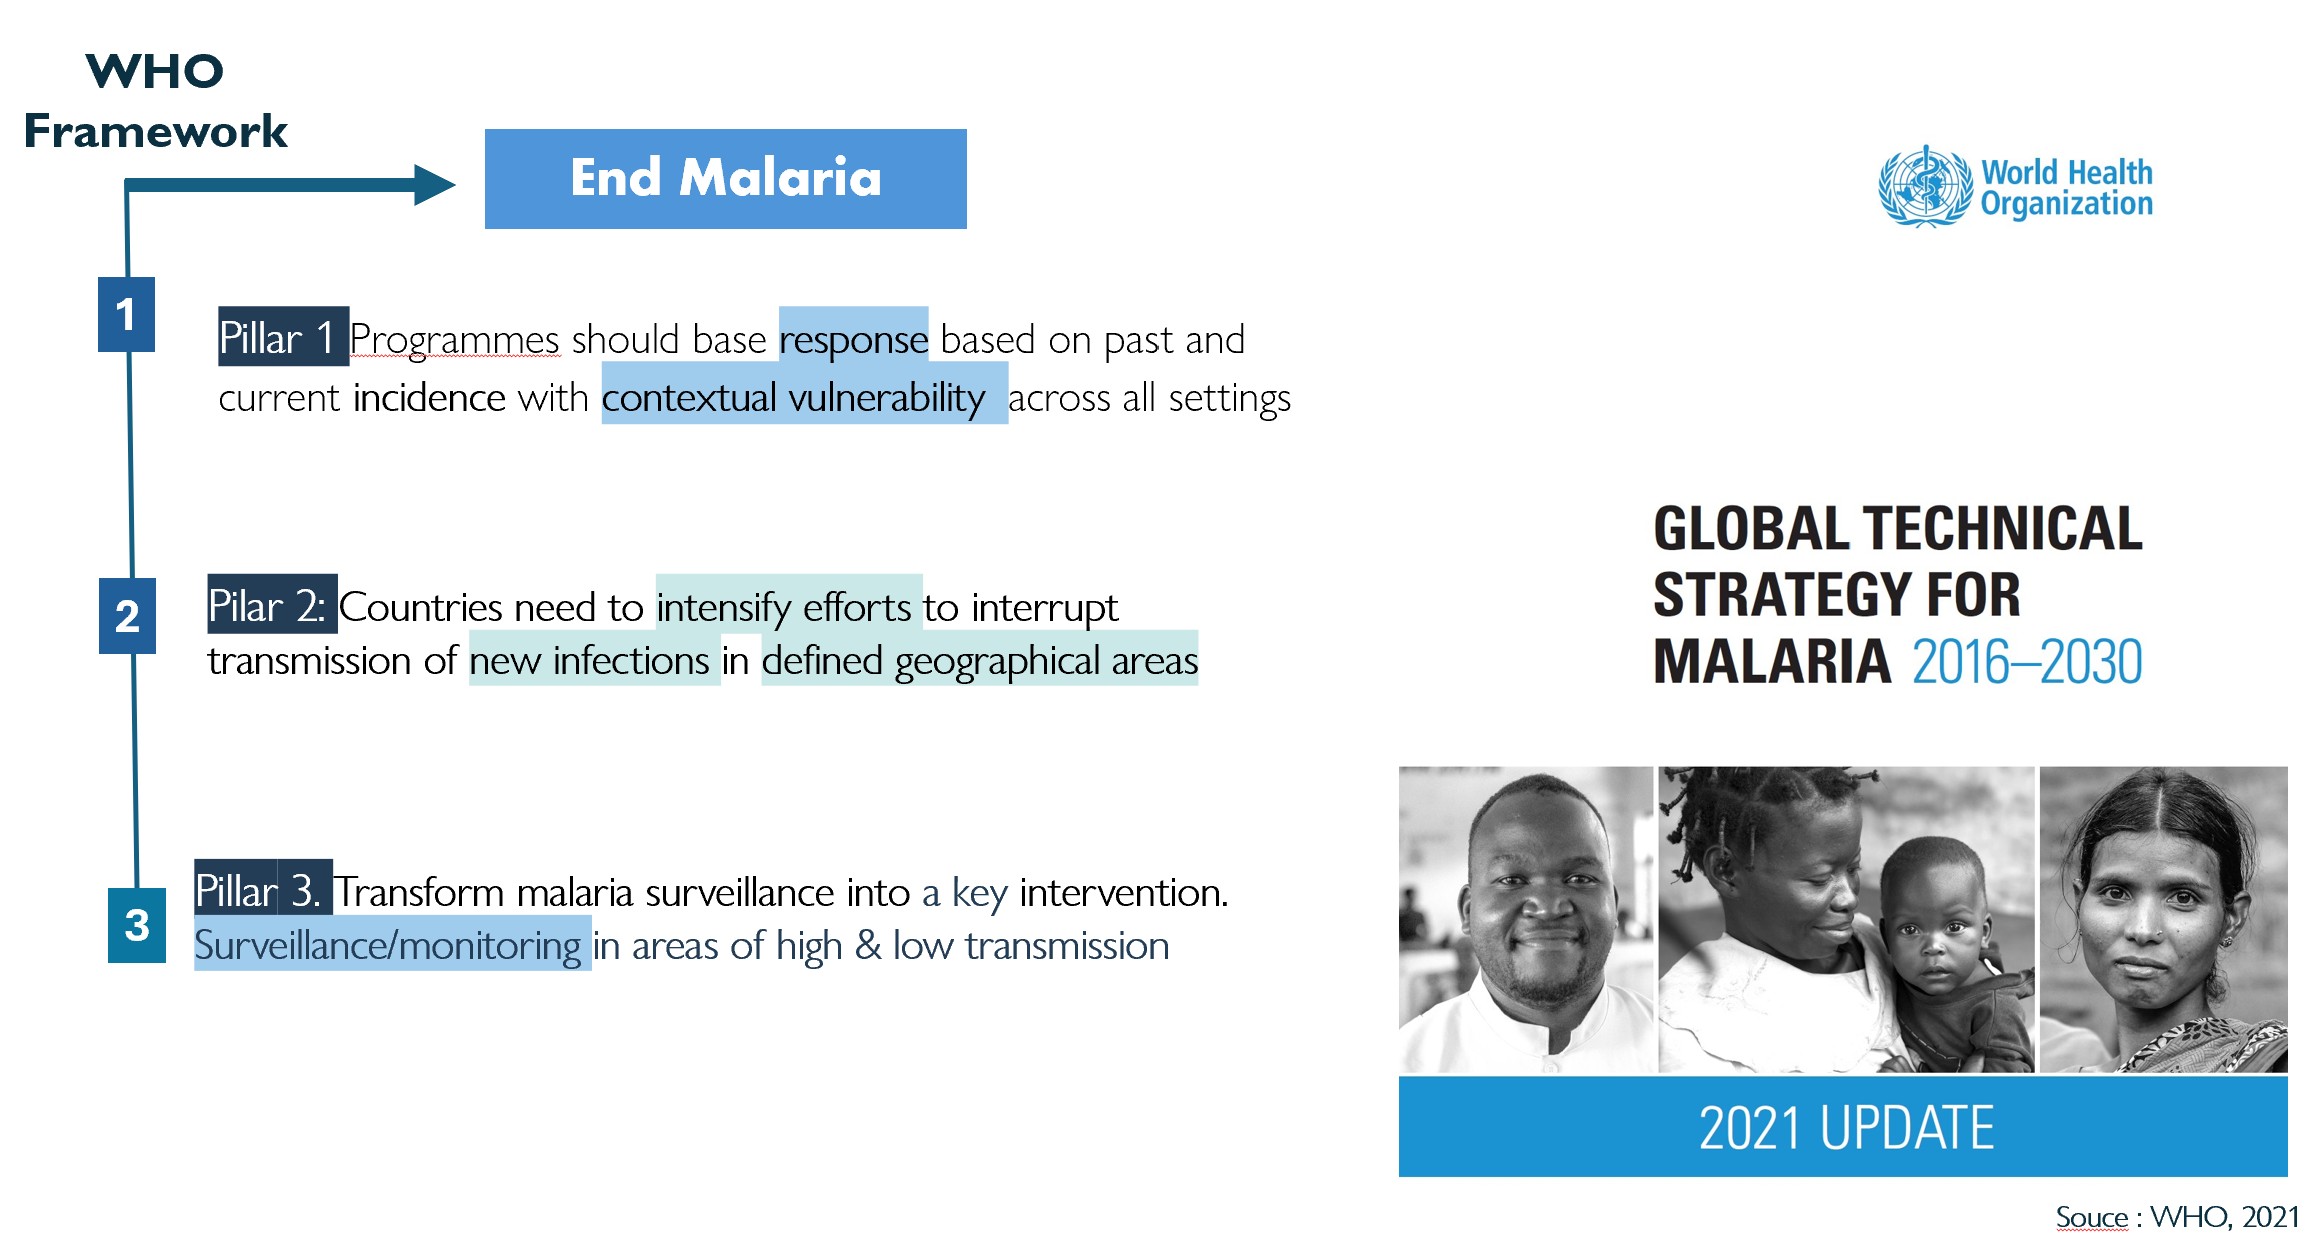 WHO
Framework
End Malaria
1
Pillar 1 Programmes should base response based on past and
current incidence with contextual vulnerability across all settings
2
Pilar 2: Countries need to intensify efforts to interrupt
transmission of new infections in defined geographical areas
3
Pillar 3. Transform malaria surveillance into a key intervention.
Surveillance/monitoring in areas of high & low transmission
World Health
Organization
GLOBAL TECHNICAL
STRATEGY FOR
MALARIA 2016–2030
2021 UPDATE
Souce : WHO, 2021